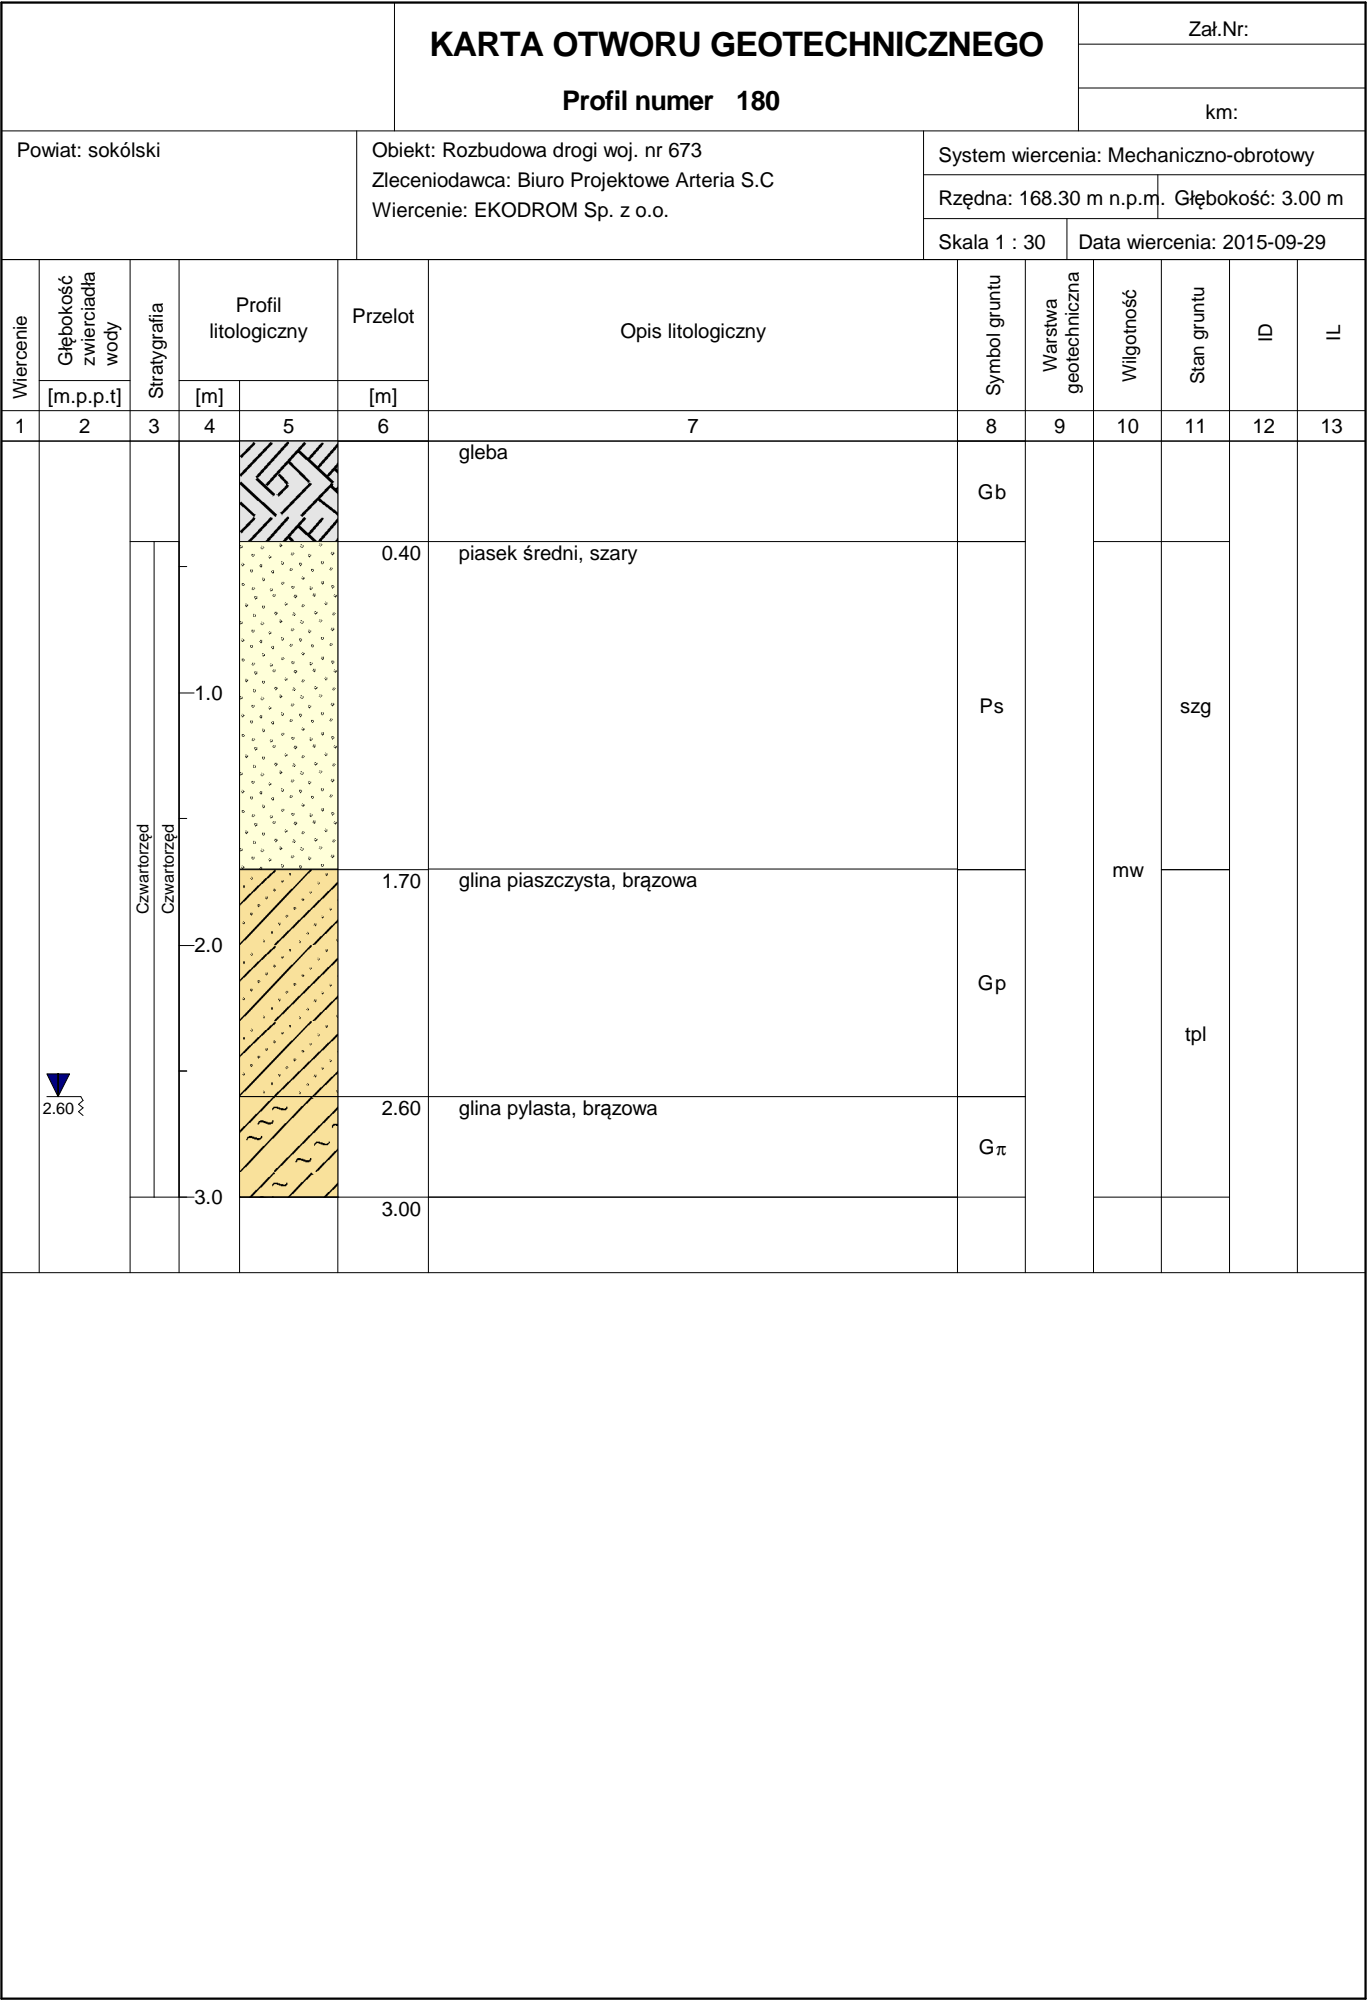 KARTA OTWORU GEOTECHNICZNEGO
Profil numer 180
Zał.Nr:
km:
Powiat: sokólski
Obiekt: Rozbudowa drogi woj. nr 673
Zleceniodawca: Biuro Projektowe Arteria S.C
Wiercenie: EKODROM Sp. z o.o.
System wiercenia: Mechaniczno-obrotowy
Rzędna: 168.30 m n.p.m. Głębokość: 3.00 m
Skala 1 : 30 Data wiercenia: 2015-09-29
Wiercenie
Głębokość
zwierciadła
wody
[m.p.p.t]
Stratygrafia
Profil
litologiczny
[m]
Przelot
[m]
Opis litologiczny
Symbol gruntu
Warstwa
geotechniczna
Wilgotność
Stan gruntu
ID
IL
1 2 3 4 5 6 7 8 9 10 11 12 13
gleba
Gb
0.40 piasek średni, szary
1.0
Ps
szg
Czwartorzęd
Czwartorzęd
1.70 glina piaszczysta, brązowa
mw
2.0
Gp
tpl
2.60
2.60 glina pylasta, brązowa
Gπ
3.0
3.00